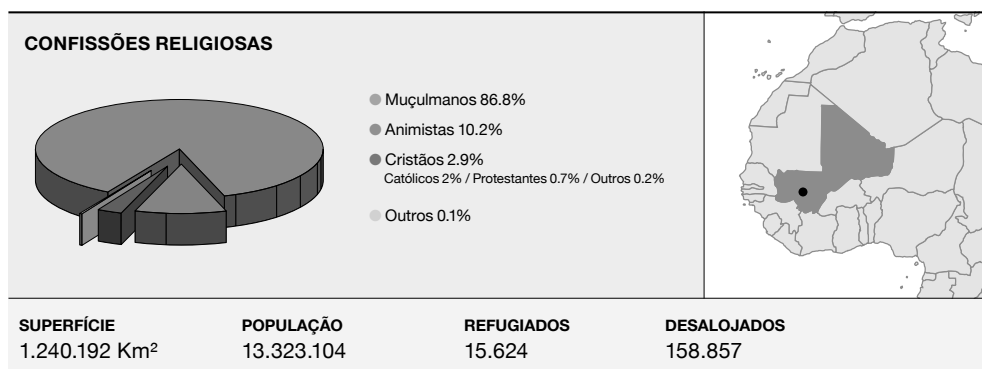 CONFISSÕES RELIGIOSAS
Muçulmanos 86.8%
Animistas 10.2%
Cristãos 2.9%
Católicos 2% / Protestantes 0.7% / Outros 0.2%
Outros 0.1%
SUPERFÍCIE
1.240.192 Km²
POPULAÇÃO
13.323.104
REFUGIADOS
15.624
DESALOJADOS
158.857